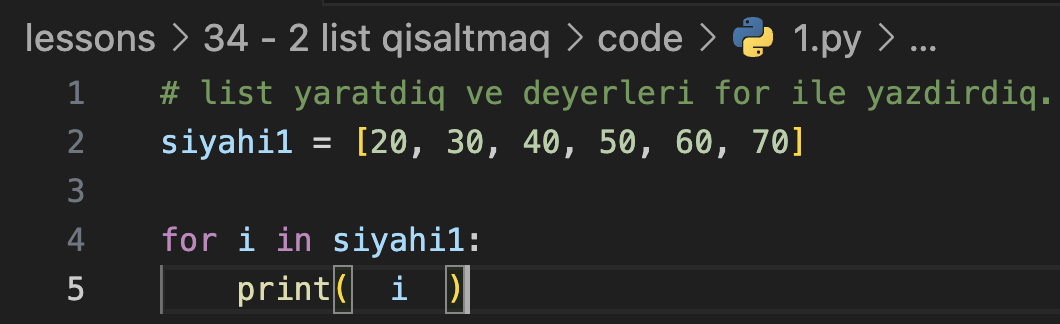 lessons > 34 - 2 list qisaltmaq > code > 1.py > ...
1 # list yaratdiq ve deyerleri for ile yazdirdiq.
2 siyahi1 = [20, 30, 40, 50, 60, 70]
3
4 for i in siyahi1:
5     print(  i  )